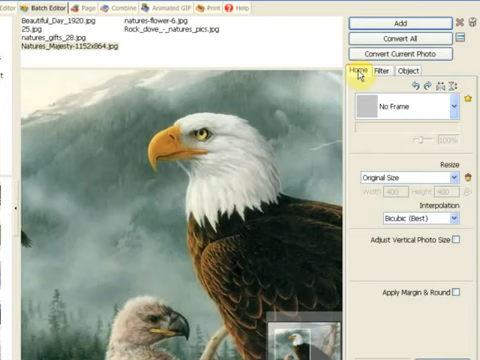 Editor Batch Editor Page Combine Animated GIF Print Help
Beautiful_Day_1920.jpg natures-flower-6.jpg
25.jpg Rock_dove_-_natures_pics.jpg
natures_gifts_28.jpg
Natures_Majesty-1152x864.jpg
Add
Convert All
Convert Current Photo
Home Filter Object
No Frame
100%
Resize
Original Size
Width 400 Height 400
Interpolation
Bicubic (Best)
Adjust Vertical Photo Size
Apply Margin & Round